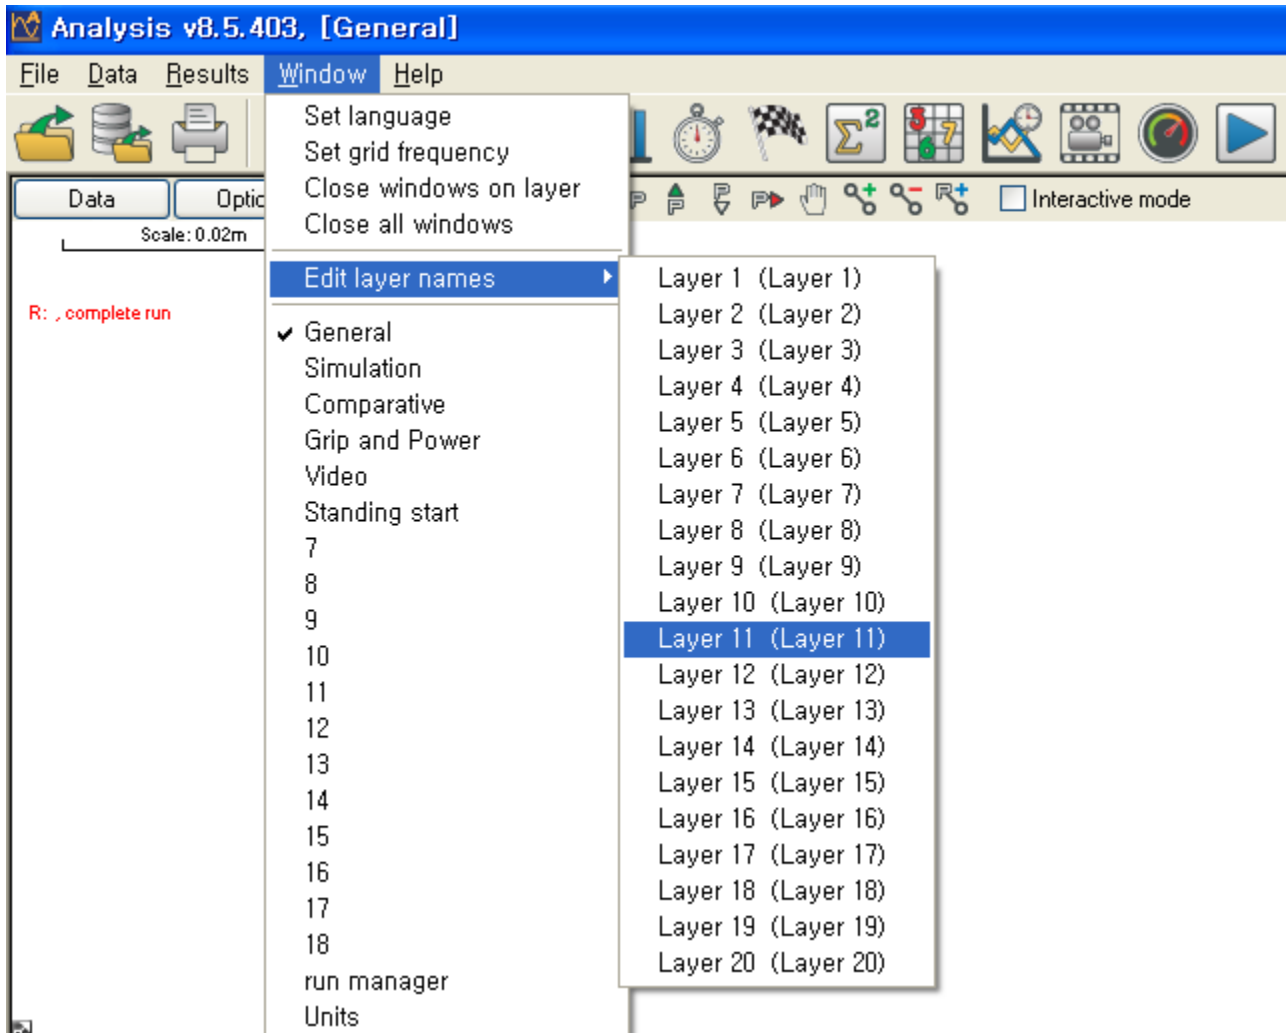 Analysis v8.5.403, [General]
File Data Results Window Help
Data
Interactive mode
Scale: 0.02m
R: , complete run
Set language
Set grid frequency
Close windows on layer
Close all windows
Edit layer names
General
Simulation
Comparative
Grip and Power
Video
Standing start
7
8
9
10
11
12
13
14
15
16
17
18
run manager
Units
Layer 1 (Layer 1)
Layer 2 (Layer 2)
Layer 3 (Layer 3)
Layer 4 (Layer 4)
Layer 5 (Layer 5)
Layer 6 (Layer 6)
Layer 7 (Layer 7)
Layer 8 (Layer 8)
Layer 9 (Layer 9)
Layer 10 (Layer 10)
Layer 11 (Layer 11)
Layer 12 (Layer 12)
Layer 13 (Layer 13)
Layer 14 (Layer 14)
Layer 15 (Layer 15)
Layer 16 (Layer 16)
Layer 17 (Layer 17)
Layer 18 (Layer 18)
Layer 19 (Layer 19)
Layer 20 (Layer 20)